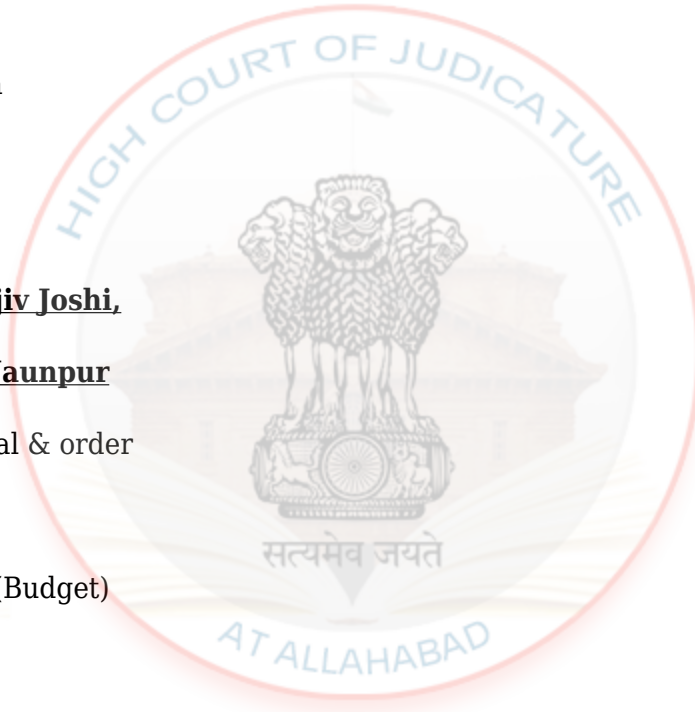 HIGH COURT OF JUDICATURE
jiv Joshi,
Jaunpur
al & order
सत्यमेव जयते
(Budget)
AT ALLAHABAD